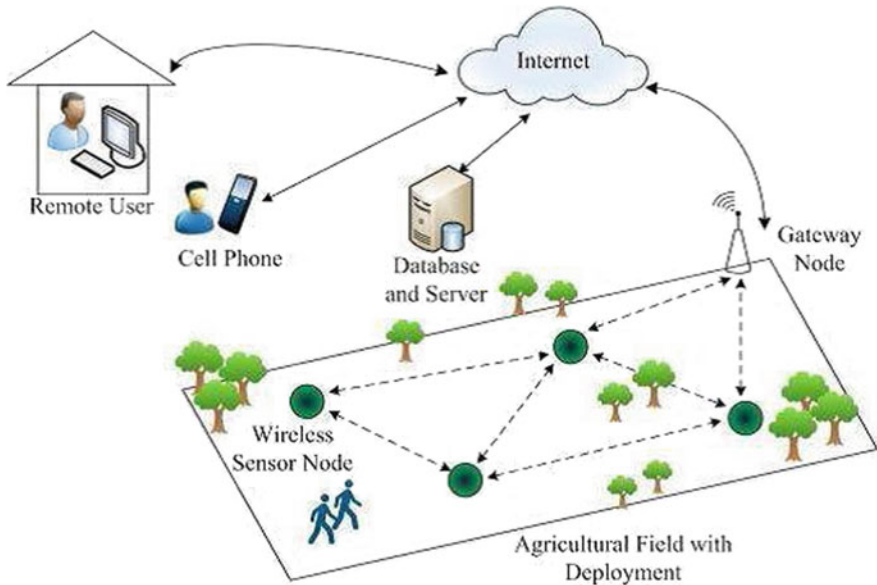 Internet
Remote User
Cell Phone
Database
and Server
Gateway
Node
Wireless
Sensor Node
Agricultural Field with
Deployment